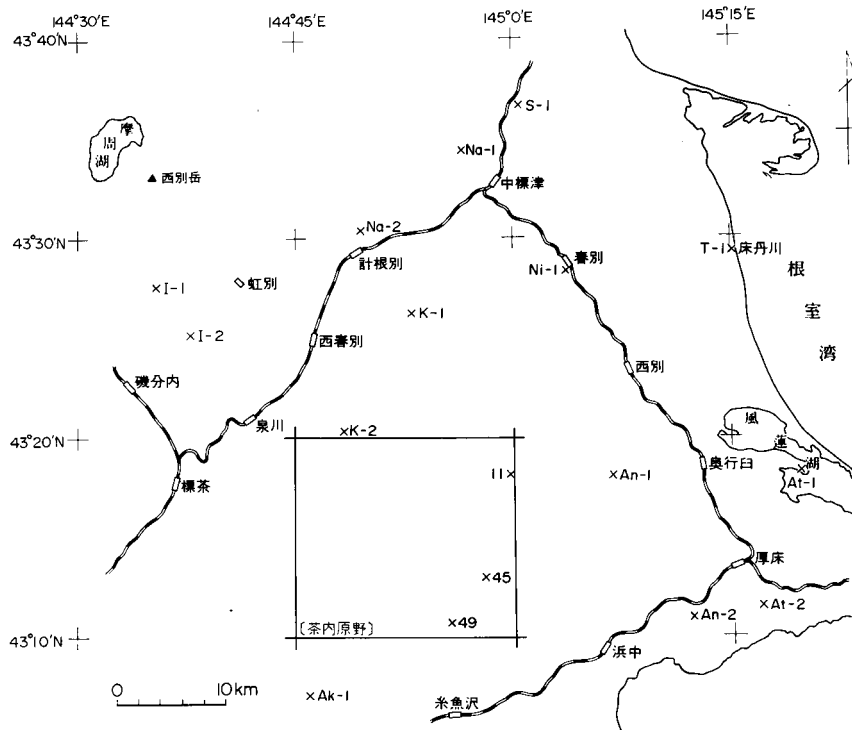 144°30′E
144°45′E
145°0′E
145°15′E
43°40′N
S-1
摩周湖
Na-1
西別岳
中標津
Na-2
43°30′N
計根別
春別
Ni-1
T-1
床丹川
I-1
虹別
根室湾
K-1
I-2
西春別
西別
磯分内
泉川
風蓮湖
43°20′N
K-2
奥行臼
標茶
11
An-1
At-1
厚床
45
At-2
49
An-2
43°10′N
[茶内原野]
浜中
0
10km
Ak-1
糸魚沢